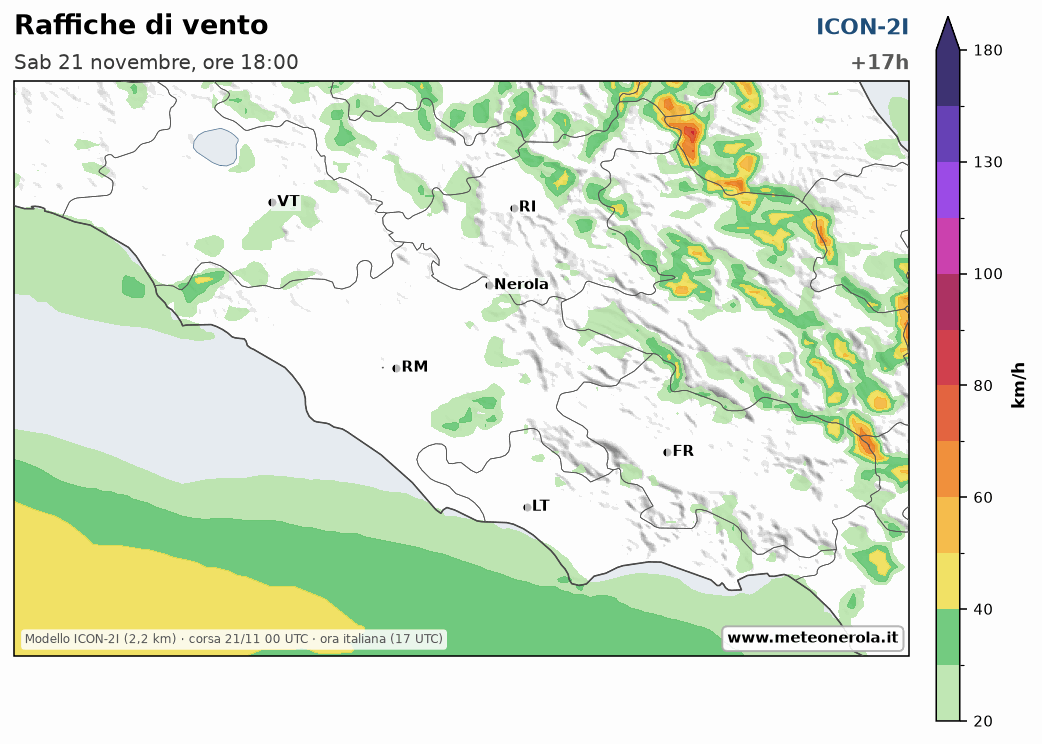 Raffiche di vento
ICON-2I
Sab 21 novembre, ore 18:00
+17h
180
VT
RI
130
Nerola
100
RM
80
km/h
FR
60
LT
40
Modello ICON-2I (2,2 km) · corsa 21/11 00 UTC · ora italiana (17 UTC)
www.meteonerola.it
20